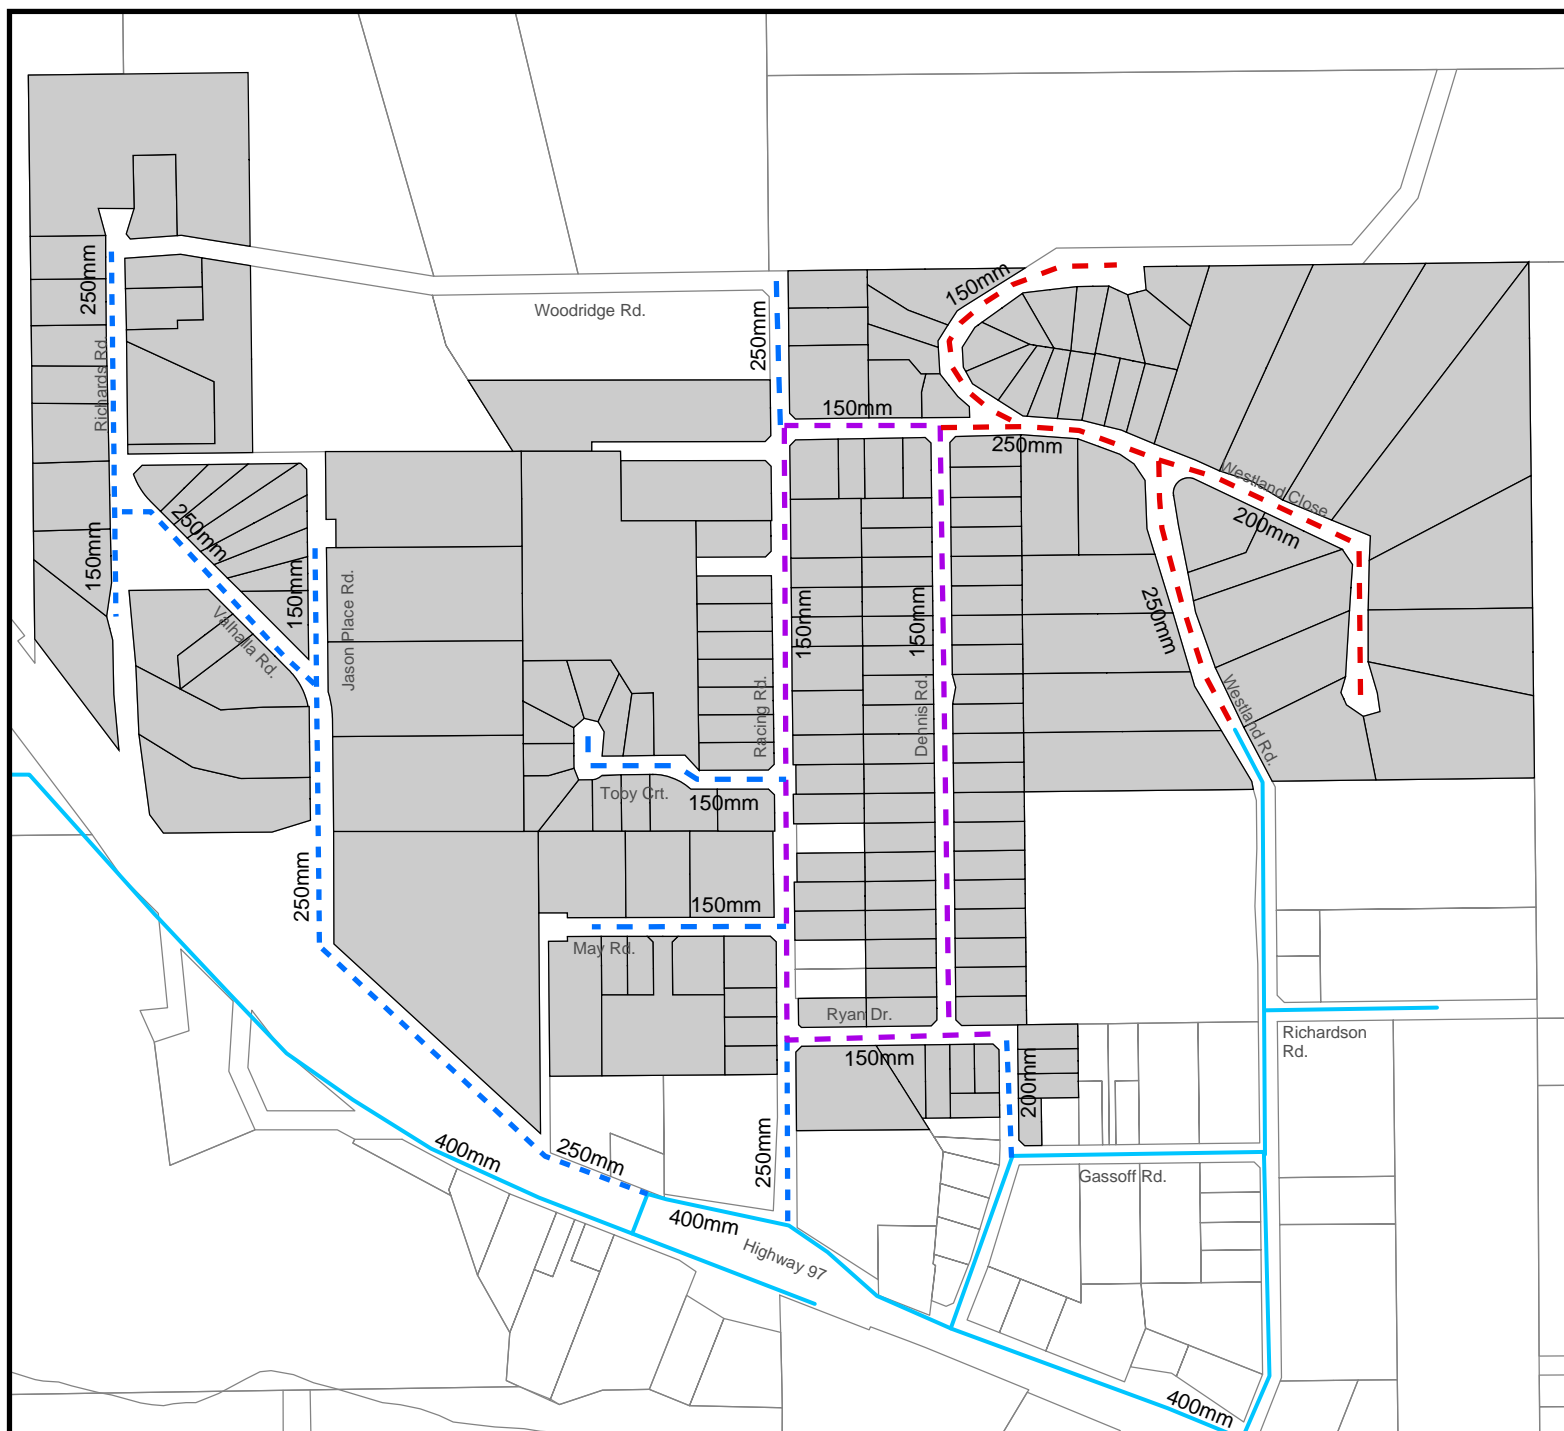 250mm
Richards Rd.
150mm
250mm
Valhalla Rd.
150mm
Jason Place Rd.
250mm
Woodridge Rd.
250mm
150mm
150mm
250mm
Westland Close
200mm
250mm
Westland Rd.
150mm
Racing Rd.
150mm
Dennis Rd.
Toby Crt.
150mm
150mm
May Rd.
Ryan Dr.
150mm
200mm
Richardson
Rd.
250mm
400mm
250mm
400mm
Highway 97
Gassoff Rd.
400mm